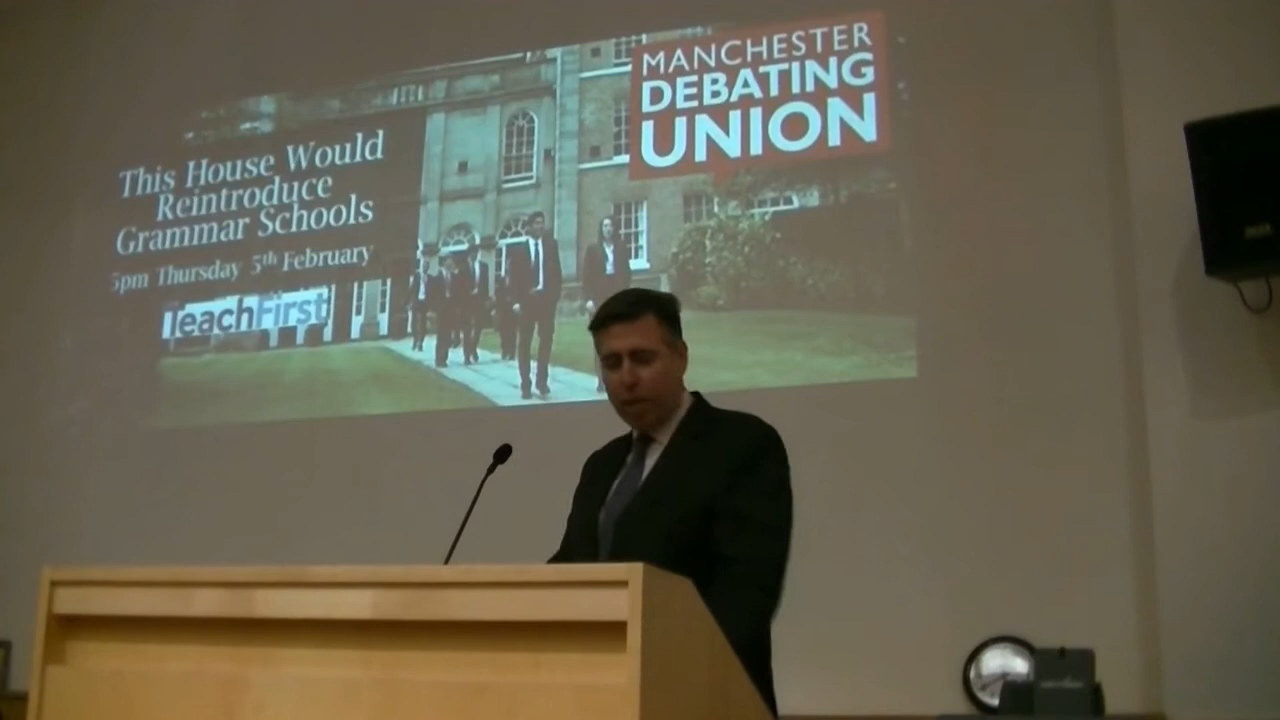 This House Would
Reintroduce
Grammar Schools
5pm Thursday 5th February
TeachFirst
MANCHESTER
DEBATING
UNION